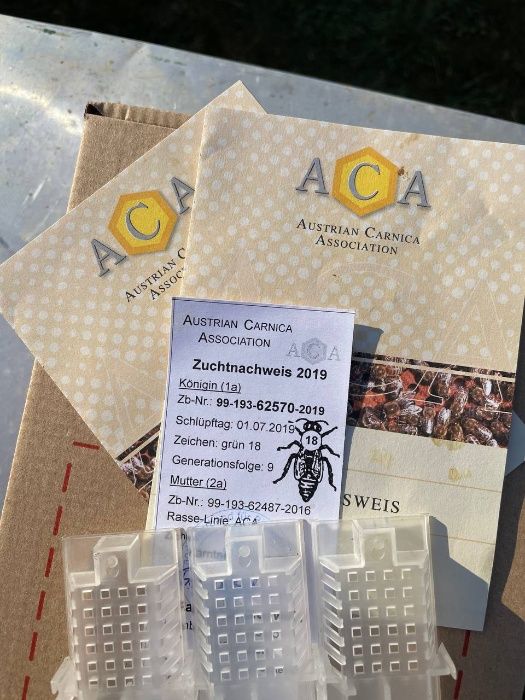 ACA
AUSTRIAN CARNICA
ASSOCIATION
ACA
AUSTRIAN CARNICA
ASSOCIATION
AUSTRIAN CARNICA
ASSOCIATION
ACA
Zuchtnachweis 2019
Königin (1a)
Zb-Nr.: 99-193-62570-2019
Schlüpftag: 01.07.2019
Zeichen: grün 18
18
Generationsfolge: 9
Mutter (2a)
Zb-Nr.: 99-193-62487-2016
Rasse-Linie: ACA
SWEIS